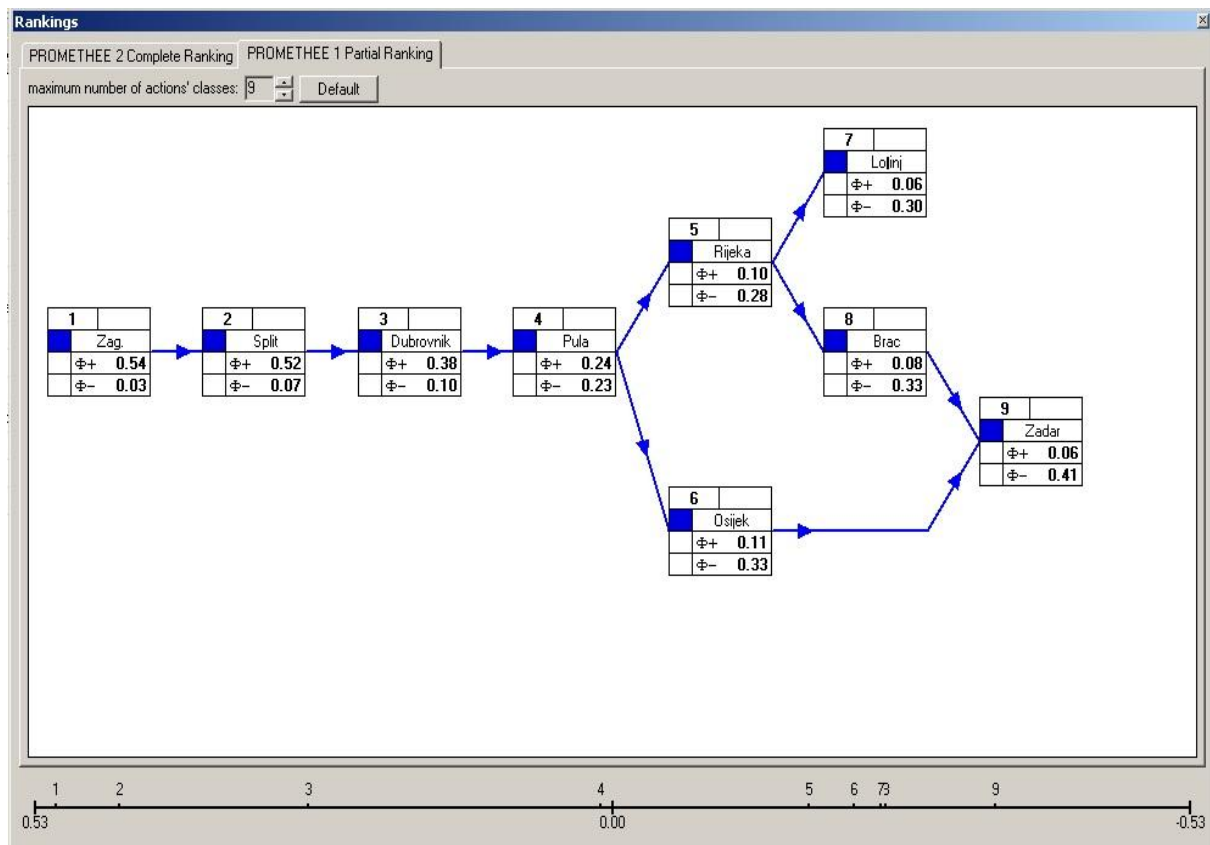 Rankings
PROMETHEE 2 Complete Ranking PROMETHEE 1 Partial Ranking
maximum number of actions' classes: 9 Default
7
Lolinj
Φ+ 0.06
Φ− 0.30
5
Rijeka
Φ+ 0.10
Φ− 0.28
1
Zag.
Φ+ 0.54
Φ− 0.03
2
Split
Φ+ 0.52
Φ− 0.07
3
Dubrovnik
Φ+ 0.38
Φ− 0.10
4
Pula
Φ+ 0.24
Φ− 0.23
8
Brac
Φ+ 0.08
Φ− 0.33
9
Zadar
Φ+ 0.06
Φ− 0.41
6
Osijek
Φ+ 0.11
Φ− 0.33
1 2 3 4 5 6 7 9
0.53 0.00 -0.53